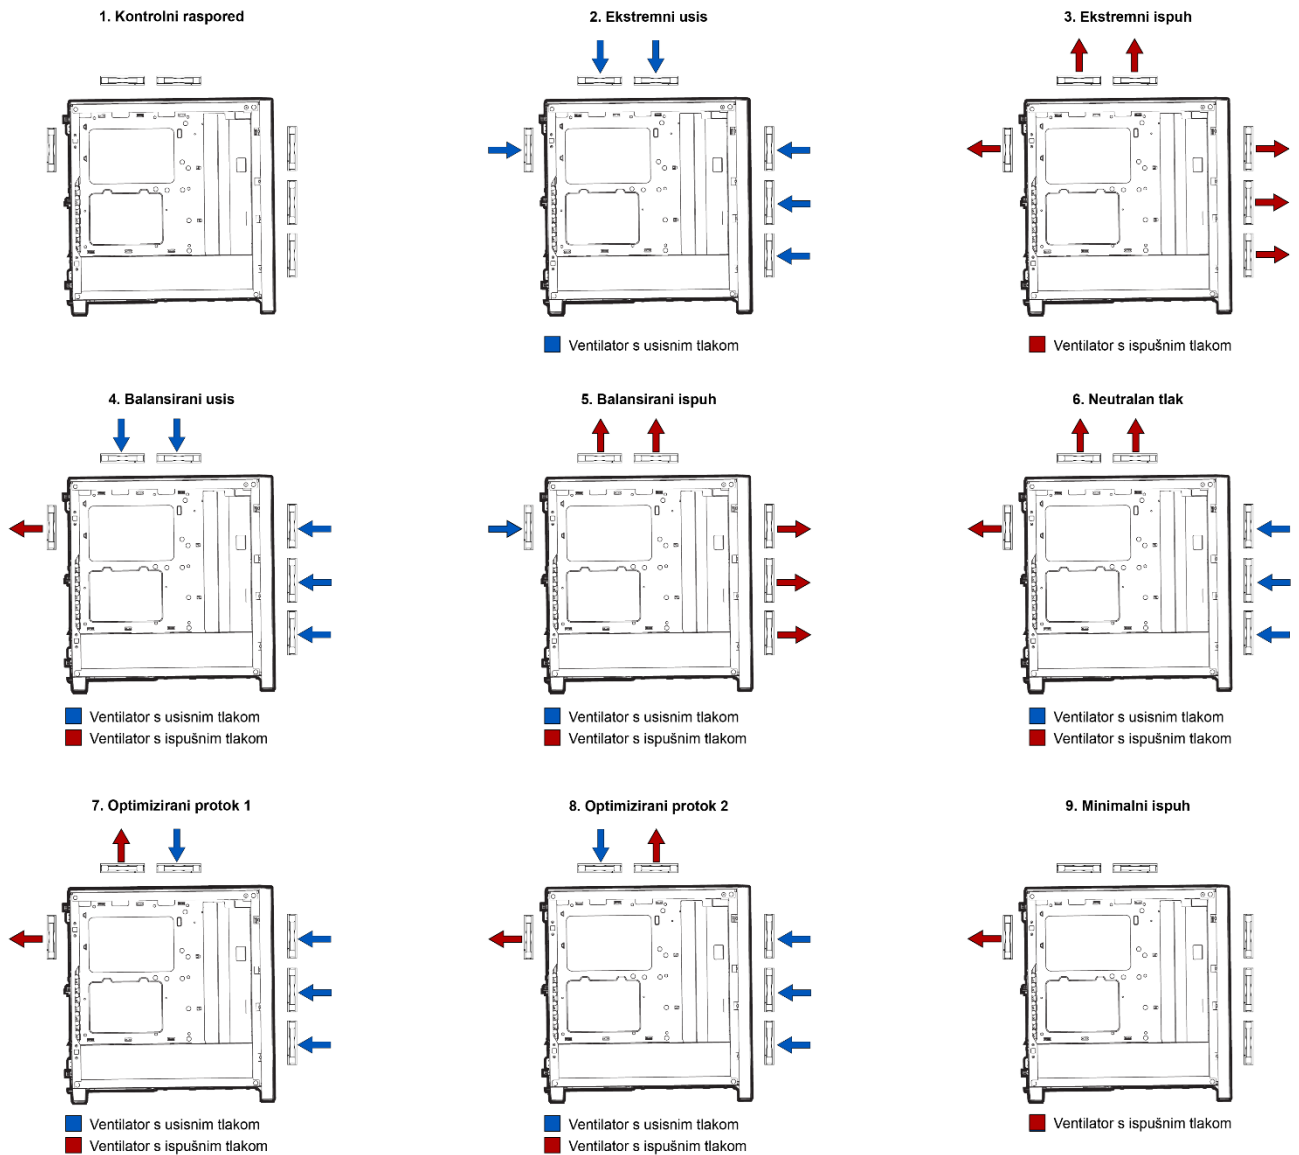 1. Kontrolni raspored
2. Ekstremni usis
3. Ekstremni ispuh
Ventilator s usisnim tlakom
Ventilator s ispušnim tlakom
4. Balansirani usis
5. Balansirani ispuh
6. Neutralan tlak
Ventilator s usisnim tlakom
Ventilator s ispušnim tlakom
Ventilator s usisnim tlakom
Ventilator s ispušnim tlakom
Ventilator s usisnim tlakom
Ventilator s ispušnim tlakom
7. Optimizirani protok 1
8. Optimizirani protok 2
9. Minimalni ispuh
Ventilator s usisnim tlakom
Ventilator s ispušnim tlakom
Ventilator s usisnim tlakom
Ventilator s ispušnim tlakom
Ventilator s ispušnim tlakom